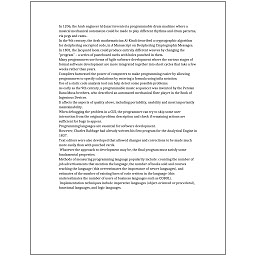 In 1206, the Arab engineer Al-Jazari invented a programmable drum machine where a
musical mechanical automaton could be made to play different rhythms and drum patterns,
via pegs and cams.
In the 9th century, the Arab mathematician Al-Kindi described a cryptographic algorithm
for deciphering encrypted code, in A Manuscript on Deciphering Cryptographic Messages.
In 1801, the Jacquard loom could produce entirely different weaves by changing the
"program" – a series of pasteboard cards with holes punched in them.
Many programmers use forms of Agile software development where the various stages of
formal software development are more integrated together into short cycles that take a few
weeks rather than years.
Compilers harnessed the power of computers to make programming easier by allowing
programmers to specify calculations by entering a formula using infix notation.
Use of a static code analysis tool can help detect some possible problems.
As early as the 9th century, a programmable music sequencer was invented by the Persian
Banu Musa brothers, who described an automated mechanical flute player in the Book of
Ingenious Devices.
It affects the aspects of quality above, including portability, usability and most importantly
maintainability.
When debugging the problem in a GUI, the programmer can try to skip some user
interaction from the original problem description and check if remaining actions are
sufficient for bugs to appear.
Programming languages are essential for software development.
However, Charles Babbage had already written his first program for the Analytical Engine in
1837.
Text editors were also developed that allowed changes and corrections to be made much
more easily than with punched cards.
Whatever the approach to development may be, the final program must satisfy some
fundamental properties.
Methods of measuring programming language popularity include: counting the number of
job advertisements that mention the language, the number of books sold and courses
teaching the language (this overestimates the importance of newer languages), and
estimates of the number of existing lines of code written in the language (this
underestimates the number of users of business languages such as COBOL).
Implementation techniques include imperative languages (object-oriented or procedural),
functional languages, and logic languages.